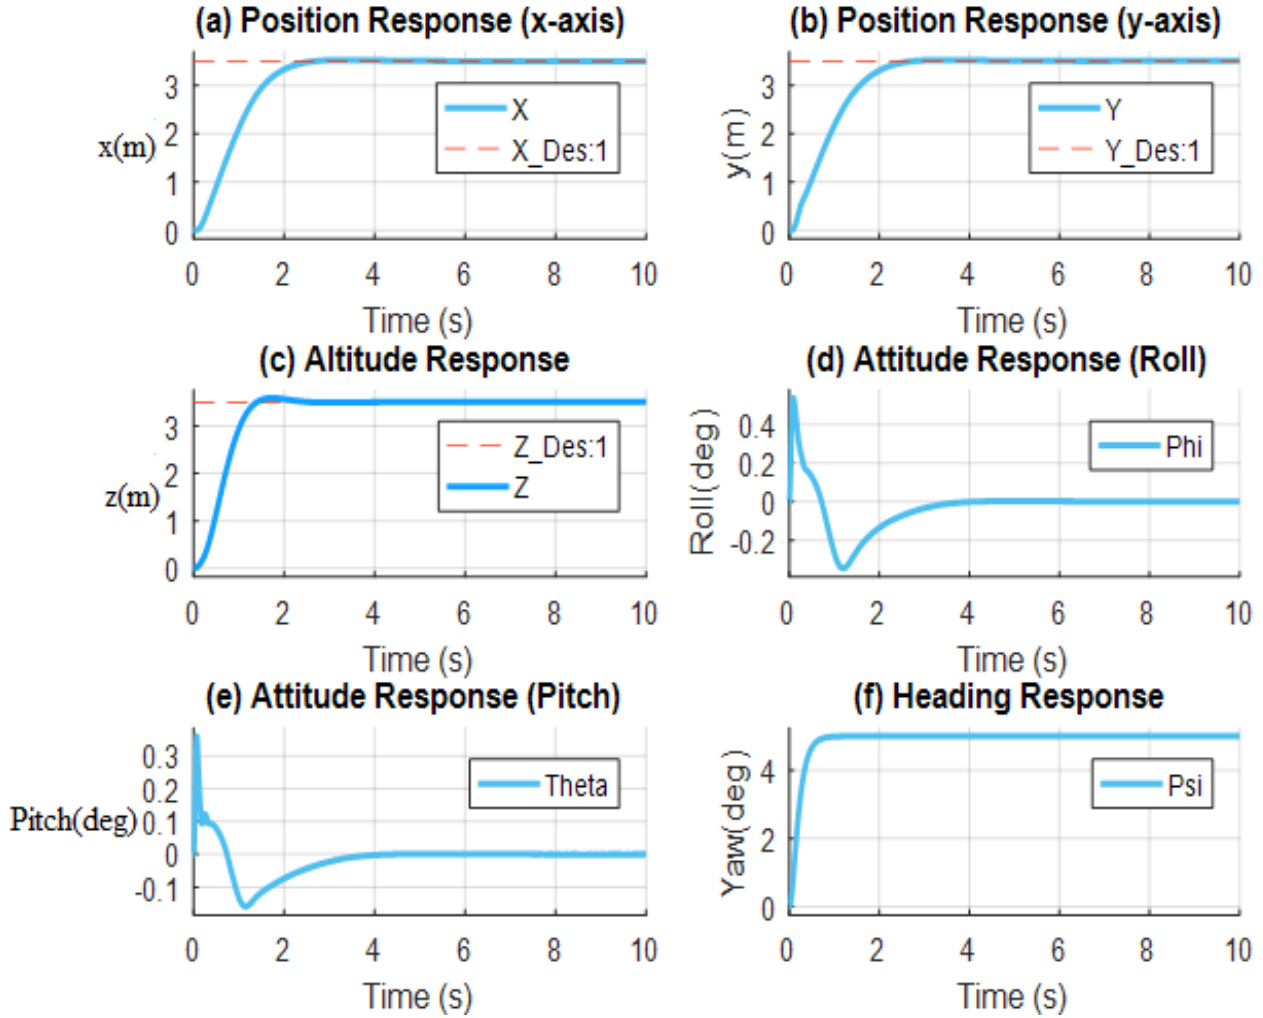 (a) Position Response (x-axis)
x(m)
3
2
1
0
X
X_Des:1
0 2 4 6 8 10
Time (s)
(b) Position Response (y-axis)
y(m)
3
2
1
0
Y
Y_Des:1
0 2 4 6 8 10
Time (s)
(c) Altitude Response
z(m)
3
2
1
0
Z_Des:1
Z
0 2 4 6 8 10
Time (s)
(d) Attitude Response (Roll)
Roll(deg)
0.4
0.2
0
-0.2
Phi
0 2 4 6 8 10
Time (s)
(e) Attitude Response (Pitch)
Pitch(deg)
0.3
0.2
0.1
0
-0.1
Theta
0 2 4 6 8 10
Time (s)
(f) Heading Response
Yaw(deg)
4
2
0
Psi
0 2 4 6 8 10
Time (s)